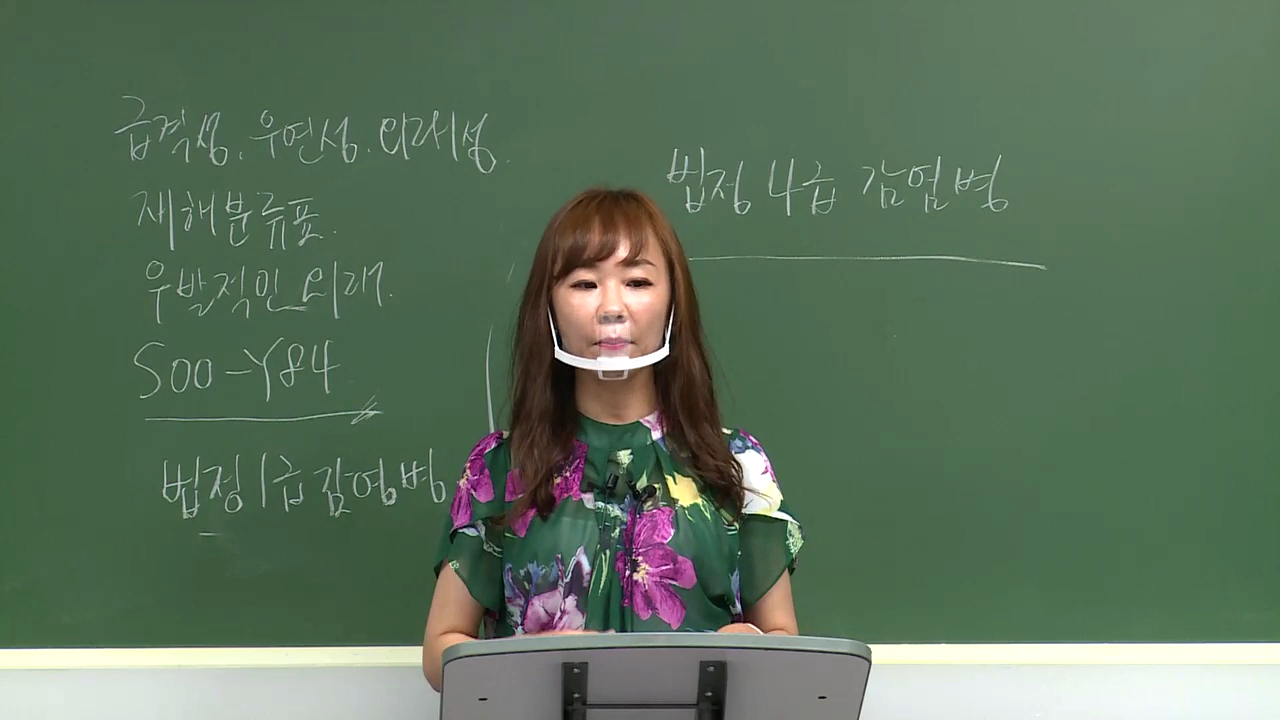 급격성. 우연성. 외래성.
재해분류표.
우발적인 외래.
S00-Y84
법정 1급 감염병
법정 4급 감염병